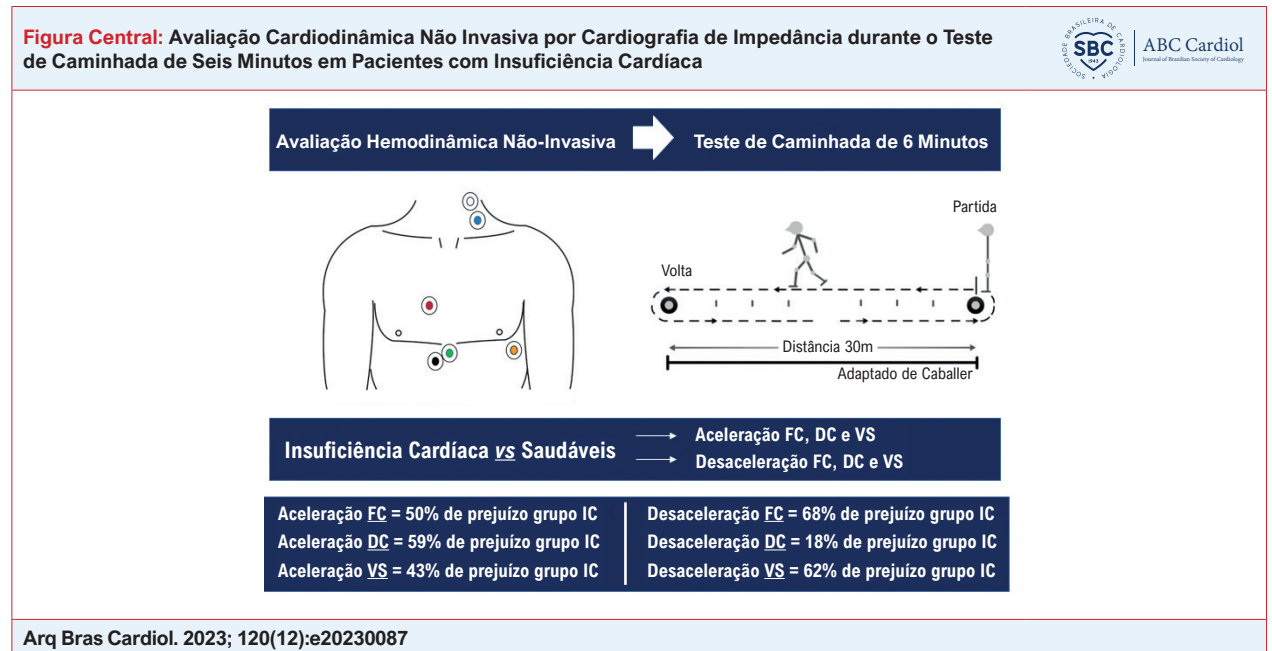 Figura Central: Avaliação Cardiodinâmica Não Invasiva por Cardiografia de Impedância durante o Teste
de Caminhada de Seis Minutos em Pacientes com Insuficiência Cardíaca
SOCIEDADE BRASILEIRA DE CARDIOLOGIA
SBC
1943
ABC Cardiol
Journal of Brazilian Society of Cardiology
Avaliação Hemodinâmica Não-Invasiva
Teste de Caminhada de 6 Minutos
Partida
Volta
Distância 30m
Adaptado de Caballer
Insuficiência Cardíaca vs Saudáveis
Aceleração FC, DC e VS
Desaceleração FC, DC e VS
Aceleração FC = 50% de prejuízo grupo IC
Aceleração DC = 59% de prejuízo grupo IC
Aceleração VS = 43% de prejuízo grupo IC
Desaceleração FC = 68% de prejuízo grupo IC
Desaceleração DC = 18% de prejuízo grupo IC
Desaceleração VS = 62% de prejuízo grupo IC
Arq Bras Cardiol. 2023; 120(12):e20230087